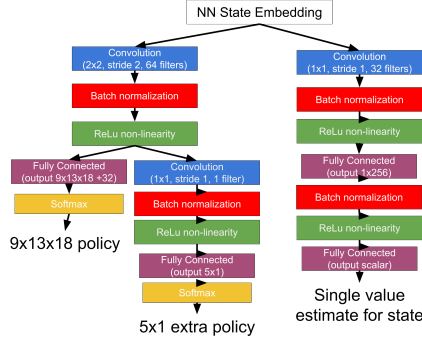 NN State Embedding
Convolution
(2x2, stride 2, 64 filters)
Batch normalization
ReLu non-linearity
Fully Connected
(output 9x13x18 +32)
Softmax
9x13x18 policy
Convolution
(1x1, stride 1, 1 filter)
Batch normalization
ReLu non-linearity
Fully Connected
(output 5x1)
Softmax
5x1 extra policy
Convolution
(1x1, stride 1, 32 filters)
Batch normalization
ReLu non-linearity
Fully Connected
(output 1x256)
Batch normalization
ReLu non-linearity
Fully Connected
(output scalar)
Single value
estimate for state